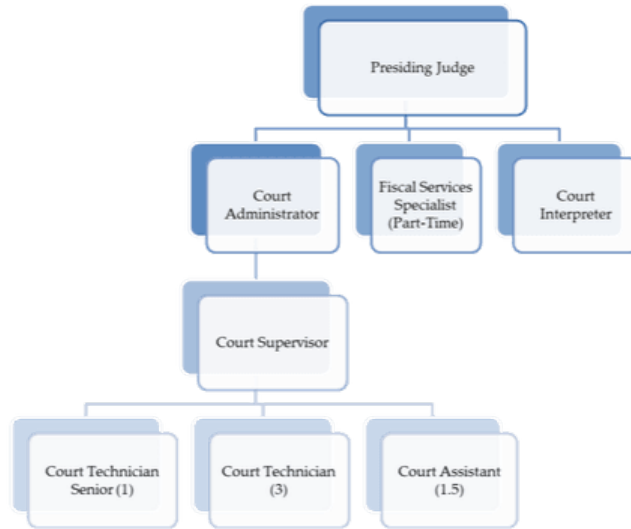 Presiding Judge
Court
Administrator
Fiscal Services
Specialist
(Part-Time)
Court
Interpreter
Court Supervisor
Court Technician
Senior (1)
Court Technician
(3)
Court Assistant
(1.5)